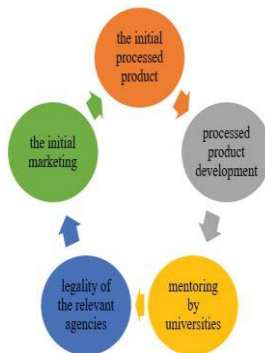 the initial
processed
product
processed
product
development
mentoring
by
universities
legality of
the relevant
agencies
the initial
marketing